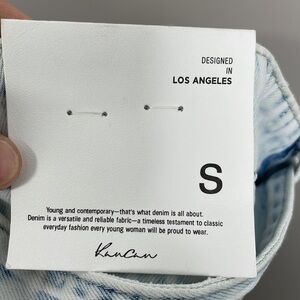 DESIGNED
IN
LOS ANGELES
S
Young and contemporary—that's what denim is all about.
Denim is a versatile and reliable fabric—a timeless testament to classic
everyday fashion every young woman will be proud to wear.
KanCan